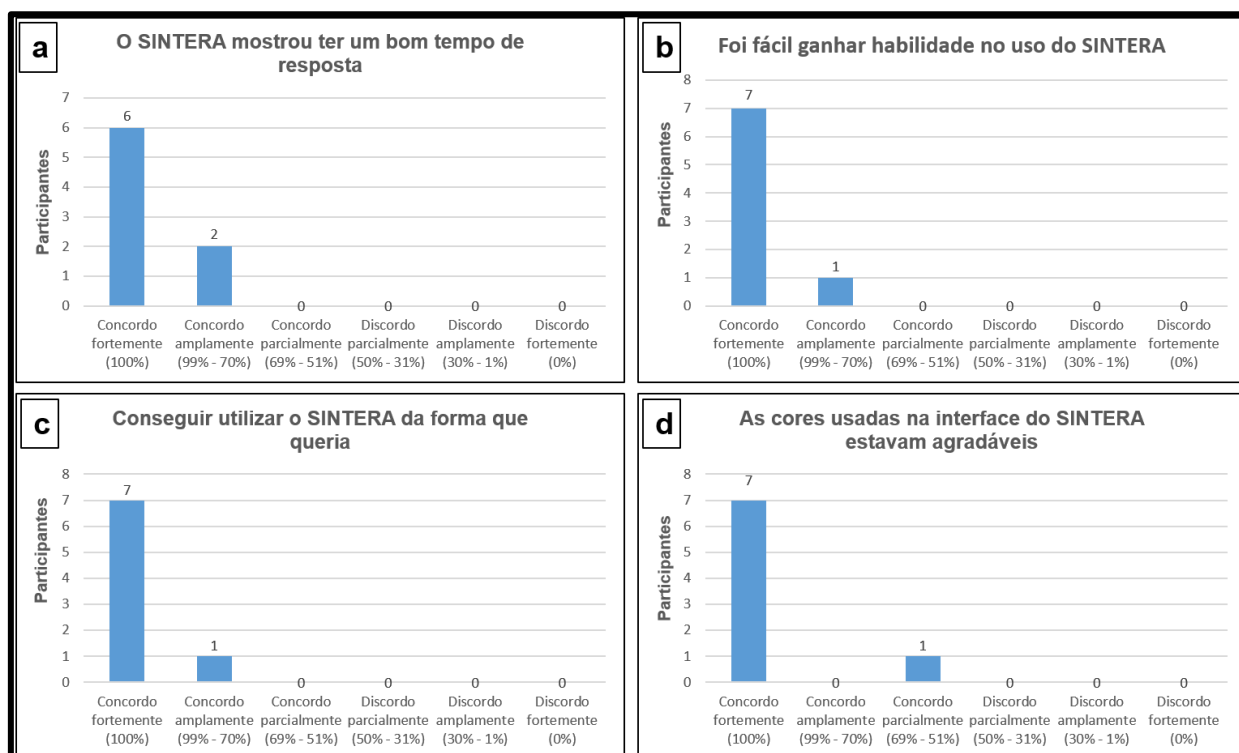 a
O SINTERA mostrou ter um bom tempo de
resposta
Participantes
7
6
5
4
3
2
1
0
6
2
0
0
0
0
Concordo
fortemente
(100%)
Concordo
amplamente
(99% - 70%)
Concordo
parcialmente
(69% - 51%)
Discordo
parcialmente
(50% - 31%)
Discordo
amplamente
(30% - 1%)
Discordo
fortemente
(0%)
b
Foi fácil ganhar habilidade no uso do SINTERA
Participantes
8
7
6
5
4
3
2
1
0
7
1
0
0
0
0
Concordo
fortemente
(100%)
Concordo
amplamente
(99% - 70%)
Concordo
parcialmente
(69% - 51%)
Discordo
parcialmente
(50% - 31%)
Discordo
amplamente
(30% - 1%)
Discordo
fortemente
(0%)
c
Conseguir utilizar o SINTERA da forma que
queria
Participantes
8
7
6
5
4
3
2
1
0
7
1
0
0
0
0
Concordo
fortemente
(100%)
Concordo
amplamente
(99% - 70%)
Concordo
parcialmente
(69% - 51%)
Discordo
parcialmente
(50% - 31%)
Discordo
amplamente
(30% - 1%)
Discordo
fortemente
(0%)
d
As cores usadas na interface do SINTERA
estavam agradáveis
Participantes
8
7
6
5
4
3
2
1
0
7
0
1
0
0
0
Concordo
fortemente
(100%)
Concordo
amplamente
(99% - 70%)
Concordo
parcialmente
(69% - 51%)
Discordo
parcialmente
(50% - 31%)
Discordo
amplamente
(30% - 1%)
Discordo
fortemente
(0%)